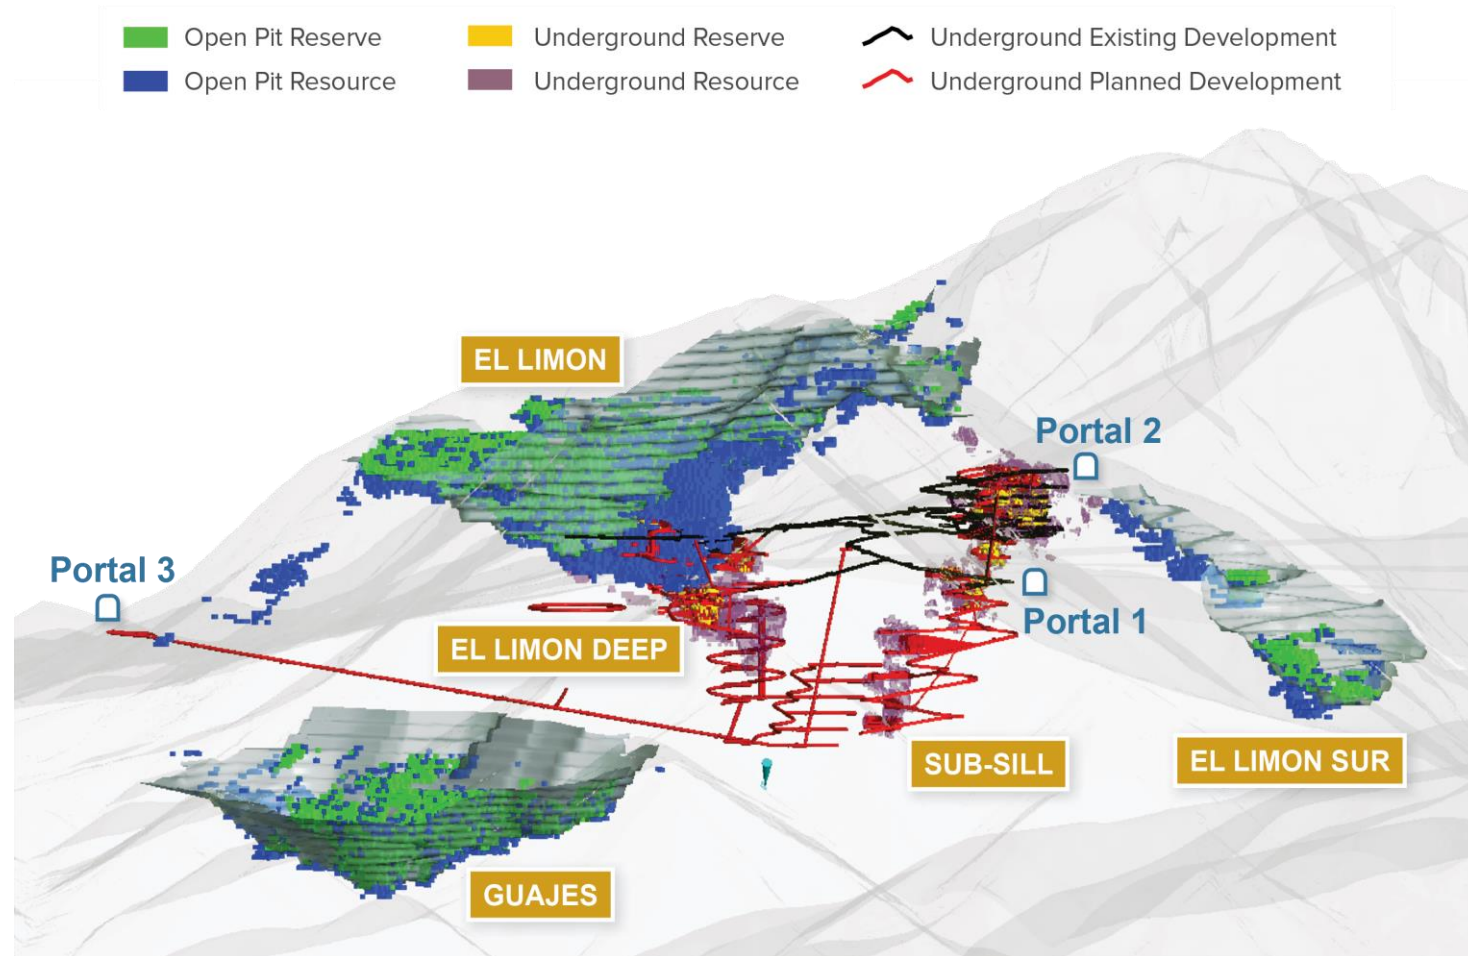 Open Pit Reserve
Underground Reserve
Underground Existing Development
Open Pit Resource
Underground Resource
Underground Planned Development
EL LIMON
Portal 2
Portal 3
Portal 1
EL LIMON DEEP
SUB-SILL
EL LIMON SUR
GUAJES